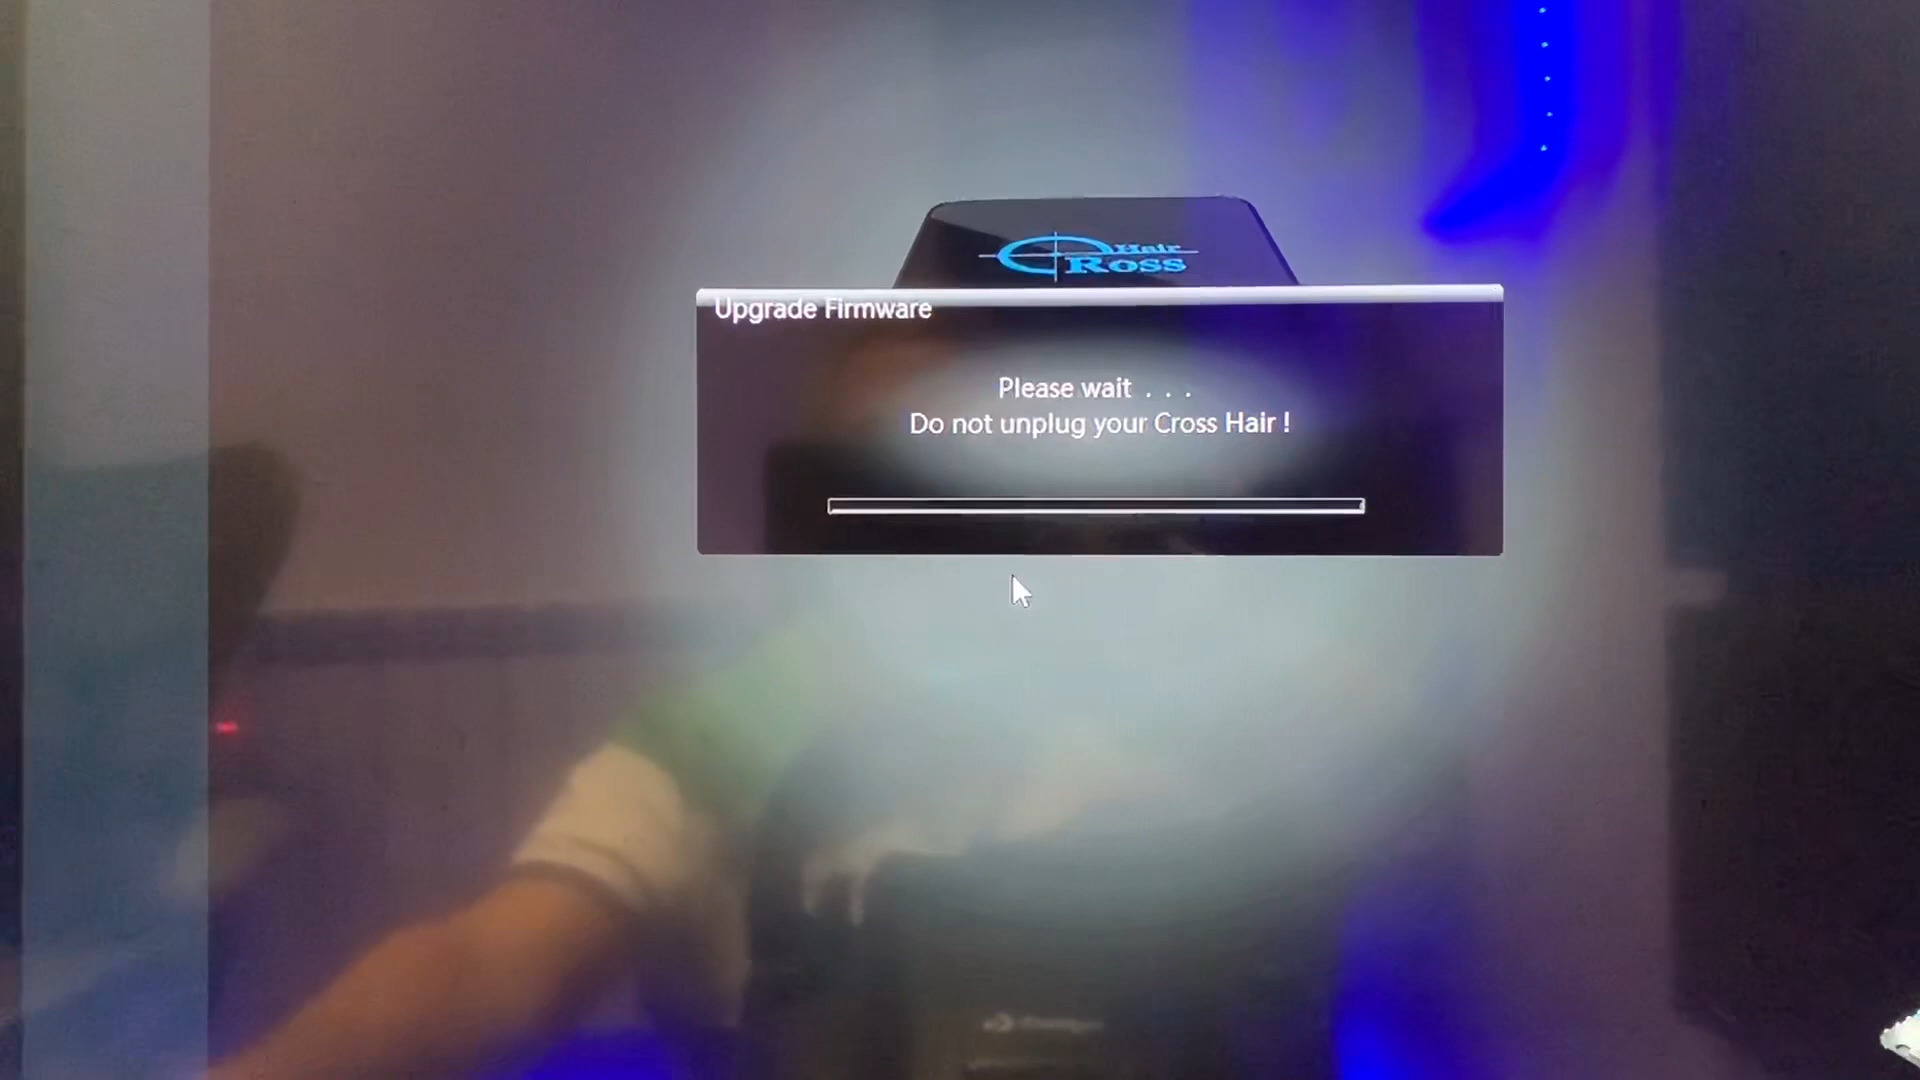 Hair
Ross
Upgrade Firmware
Please wait . . .
Do not unplug your Cross Hair !